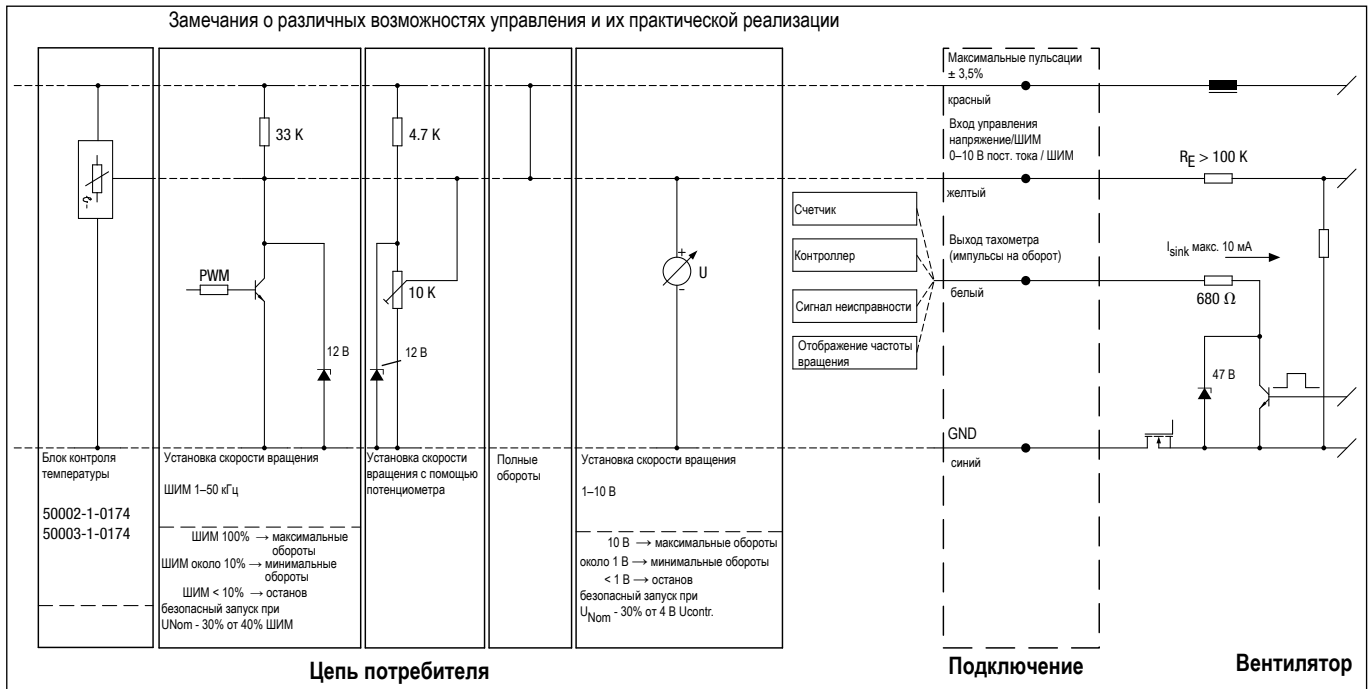 Замечания о различных возможностях управления и их практической реализации
33 K
PWM
12 В
4.7 K
10 K
12 В
U
+
–
Блок контроля
температуры
50002-1-0174
50003-1-0174
Установка скорости вращения
ШИМ 1–50 кГц
ШИМ 100% → максимальные
обороты
ШИМ около 10% → минимальные
обороты
ШИМ < 10% → останов
безопасный запуск при
UNom - 30% от 40% ШИМ
Установка скорости
вращения с помощью
потенциометра
Полные
обороты
Установка скорости вращения
1–10 В
10 В → максимальные обороты
около 1 В → минимальные обороты
< 1 В → останов
безопасный запуск при
UNom - 30% от 4 В Ucontr.
Счетчик
Контроллер
Сигнал неисправности
Отображение частоты
вращения
Максимальные пульсации
± 3,5%
красный
Вход управления
напряжение/ШИМ
0–10 В пост. тока / ШИМ
желтый
Выход тахометра
(импульсы на оборот)
белый
GND
синий
RE > 100 K
Isink макс. 10 мА
680 Ω
47 В
Цепь потребителя
Подключение
Вентилятор